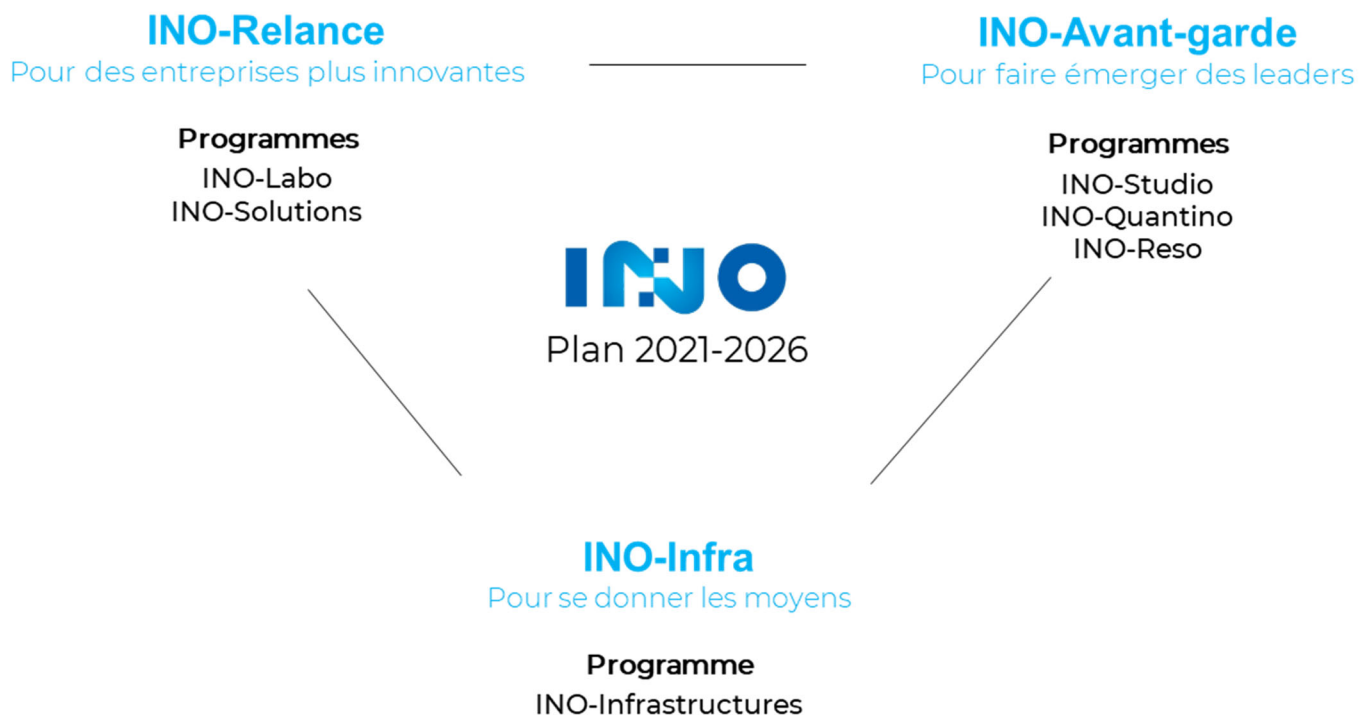 INO-Relance
Pour des entreprises plus innovantes
Programmes
INO-Labo
INO-Solutions
INO-Avant-garde
Pour faire émerger des leaders
Programmes
INO-Studio
INO-Quantino
INO-Reso
INO
Plan 2021-2026
INO-Infra
Pour se donner les moyens
Programme
INO-Infrastructures